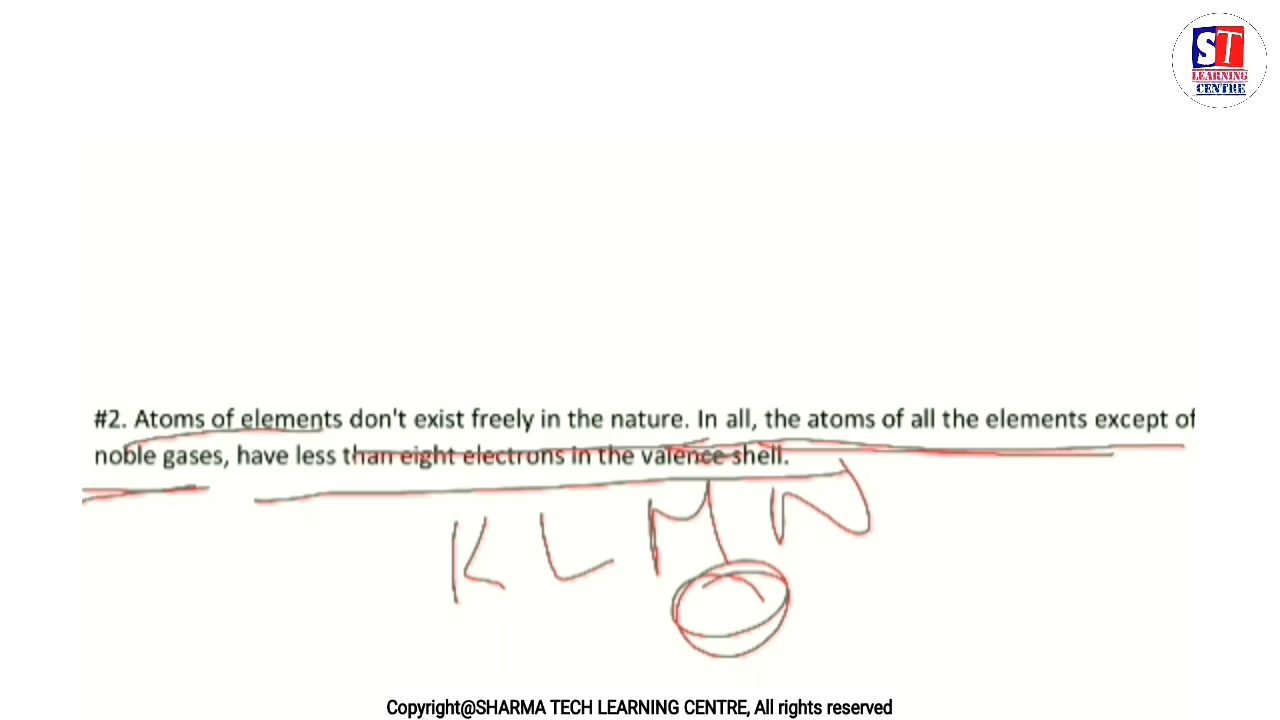 ST
LEARNING
CENTRE
#2. Atoms of elements don't exist freely in the nature. In all, the atoms of all the elements except of
noble gases, have less than eight electrons in the valence shell.
K L M N
Copyright@SHARMA TECH LEARNING CENTRE, All rights reserved